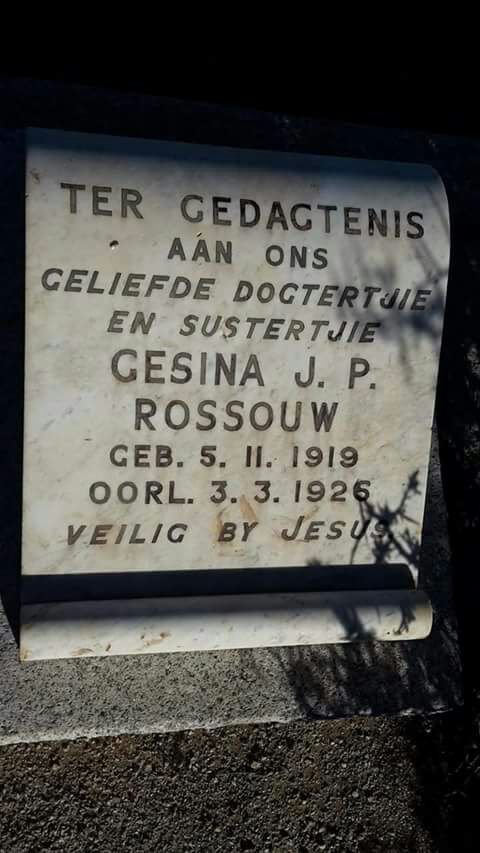 TER GEDAGTENIS
AAN ONS
GELIEFDE DOGTERTJIE
EN SUSTERTJIE
GESINA J. P.
ROSSOUW
GEB. 5. 11. 1919
OORL. 3. 3. 1926
VEILIG BY JESUS